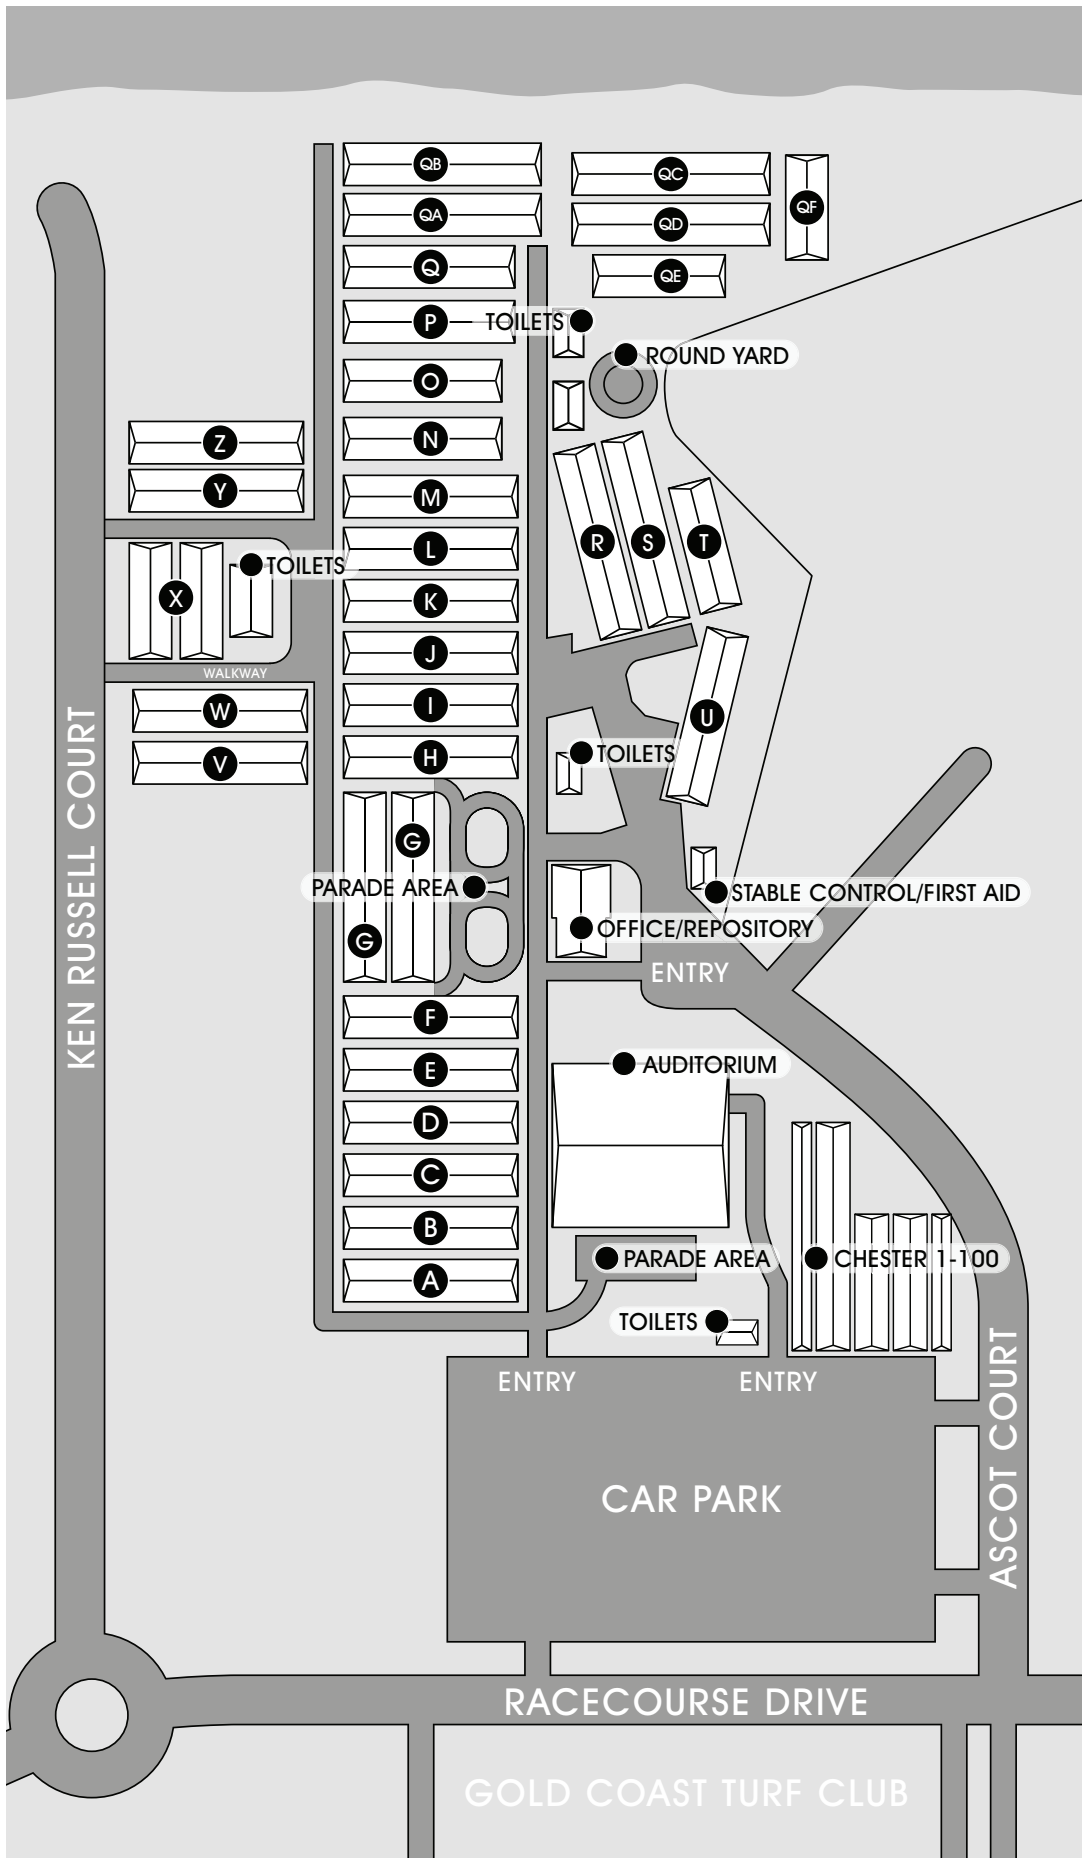 QB
QC
QF
QA
QD
Q
QE
P
TOILETS
ROUND YARD
O
N
Z
Y
M
L
R
S
T
TOILETS
X
K
J
WALKWAY
W
I
U
V
H
TOILETS
G
PARADE AREA
STABLE CONTROL/FIRST AID
G
OFFICE/REPOSITORY
ENTRY
KEN RUSSELL COURT
F
E
AUDITORIUM
D
C
B
A
PARADE AREA
CHESTER 1-100
TOILETS
ENTRY
ENTRY
CAR PARK
ASCOT COURT
RACECOURSE DRIVE
GOLD COAST TURF CLUB